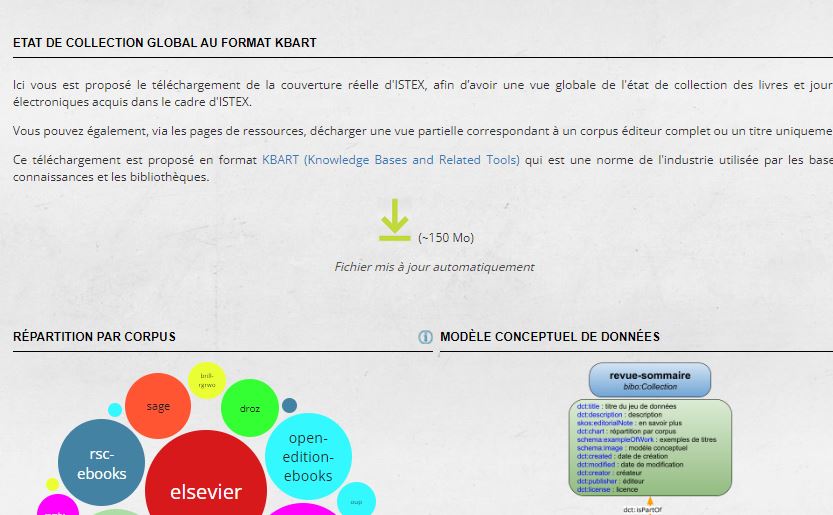 ETAT DE COLLECTION GLOBAL AU FORMAT KBART
Ici vous est proposé le téléchargement de la couverture réelle d'ISTEX, afin d'avoir une vue globale de l'état de collection des livres et jour
électroniques acquis dans le cadre d'ISTEX.
Vous pouvez également, via les pages de ressources, décharger une vue partielle correspondant à un corpus éditeur complet ou un titre uniqueme
Ce téléchargement est proposé en format KBART (Knowledge Bases and Related Tools) qui est une norme de l'industrie utilisée par les base
connaissances et les bibliothèques.
(~150 Mo)
Fichier mis à jour automatiquement
RÉPARTITION PAR CORPUS
MODÈLE CONCEPTUEL DE DONNÉES
brill-
sage
droz
open-
edition-
ebooks
rsc-
ebooks
elsevier
oup
revue-sommaire
bibo:Collection
dct:title : titre du jeu de données
dct:description : description
skos:editorialNote : en savoir plus
dct:chart : répartition par corpus
schema:exampleOfWork : exemples de titres
schema:image : modèle conceptuel
dct:created : date de création
dct:modified : date de modification
dct:creator : créateur
dct:publisher : éditeur
dct:license : licence
dct:isPartOf